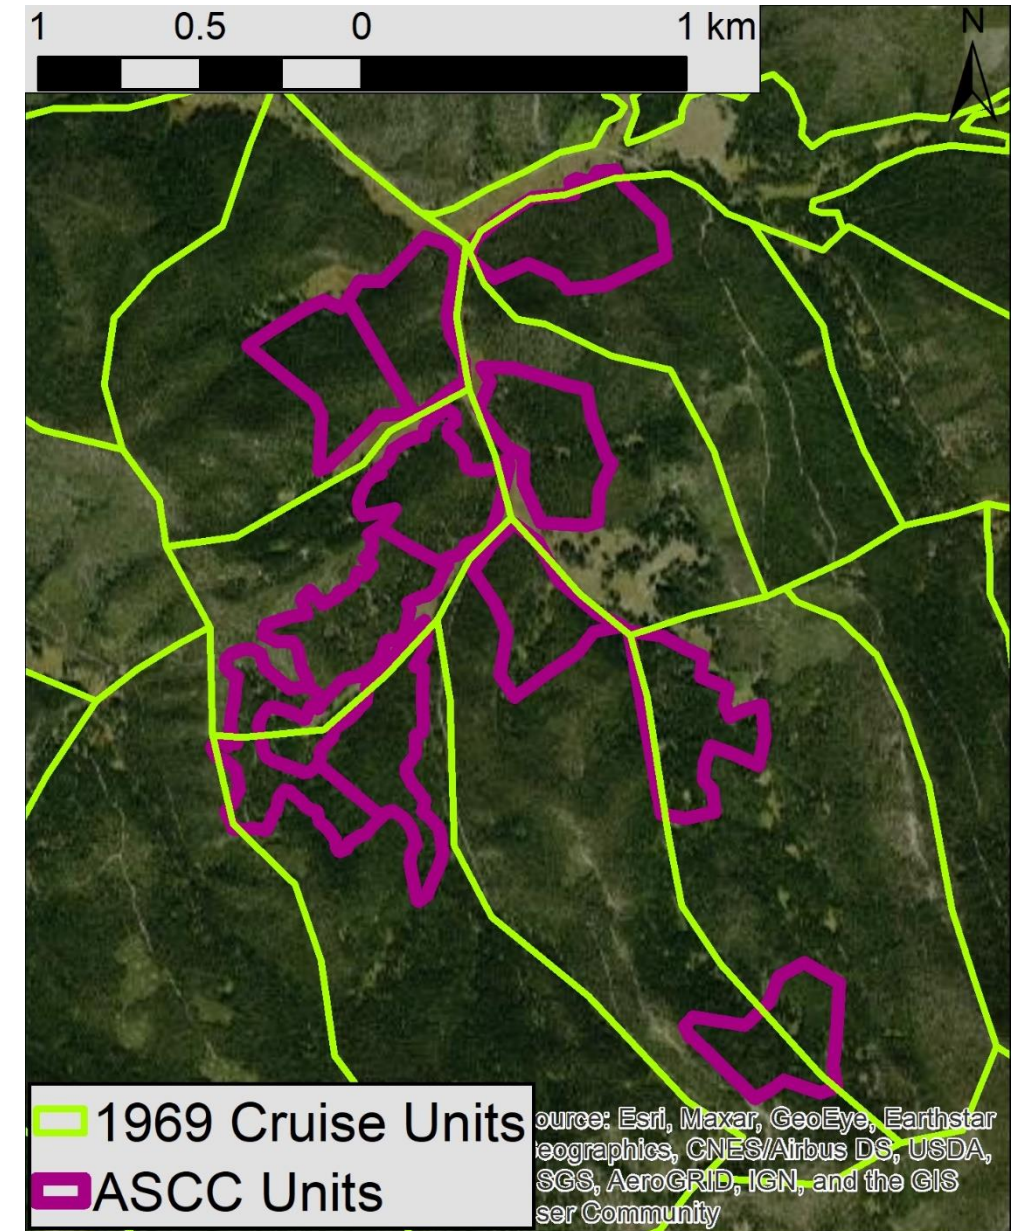 1 0.5 0 1 km
N
1969 Cruise Units
ASCC Units
ource: Esri, Maxar, GeoEye, Earthstar
eographics, CNES/Airbus DS, USDA,
SGS, AeroGRID, IGN, and the GIS
ser Community